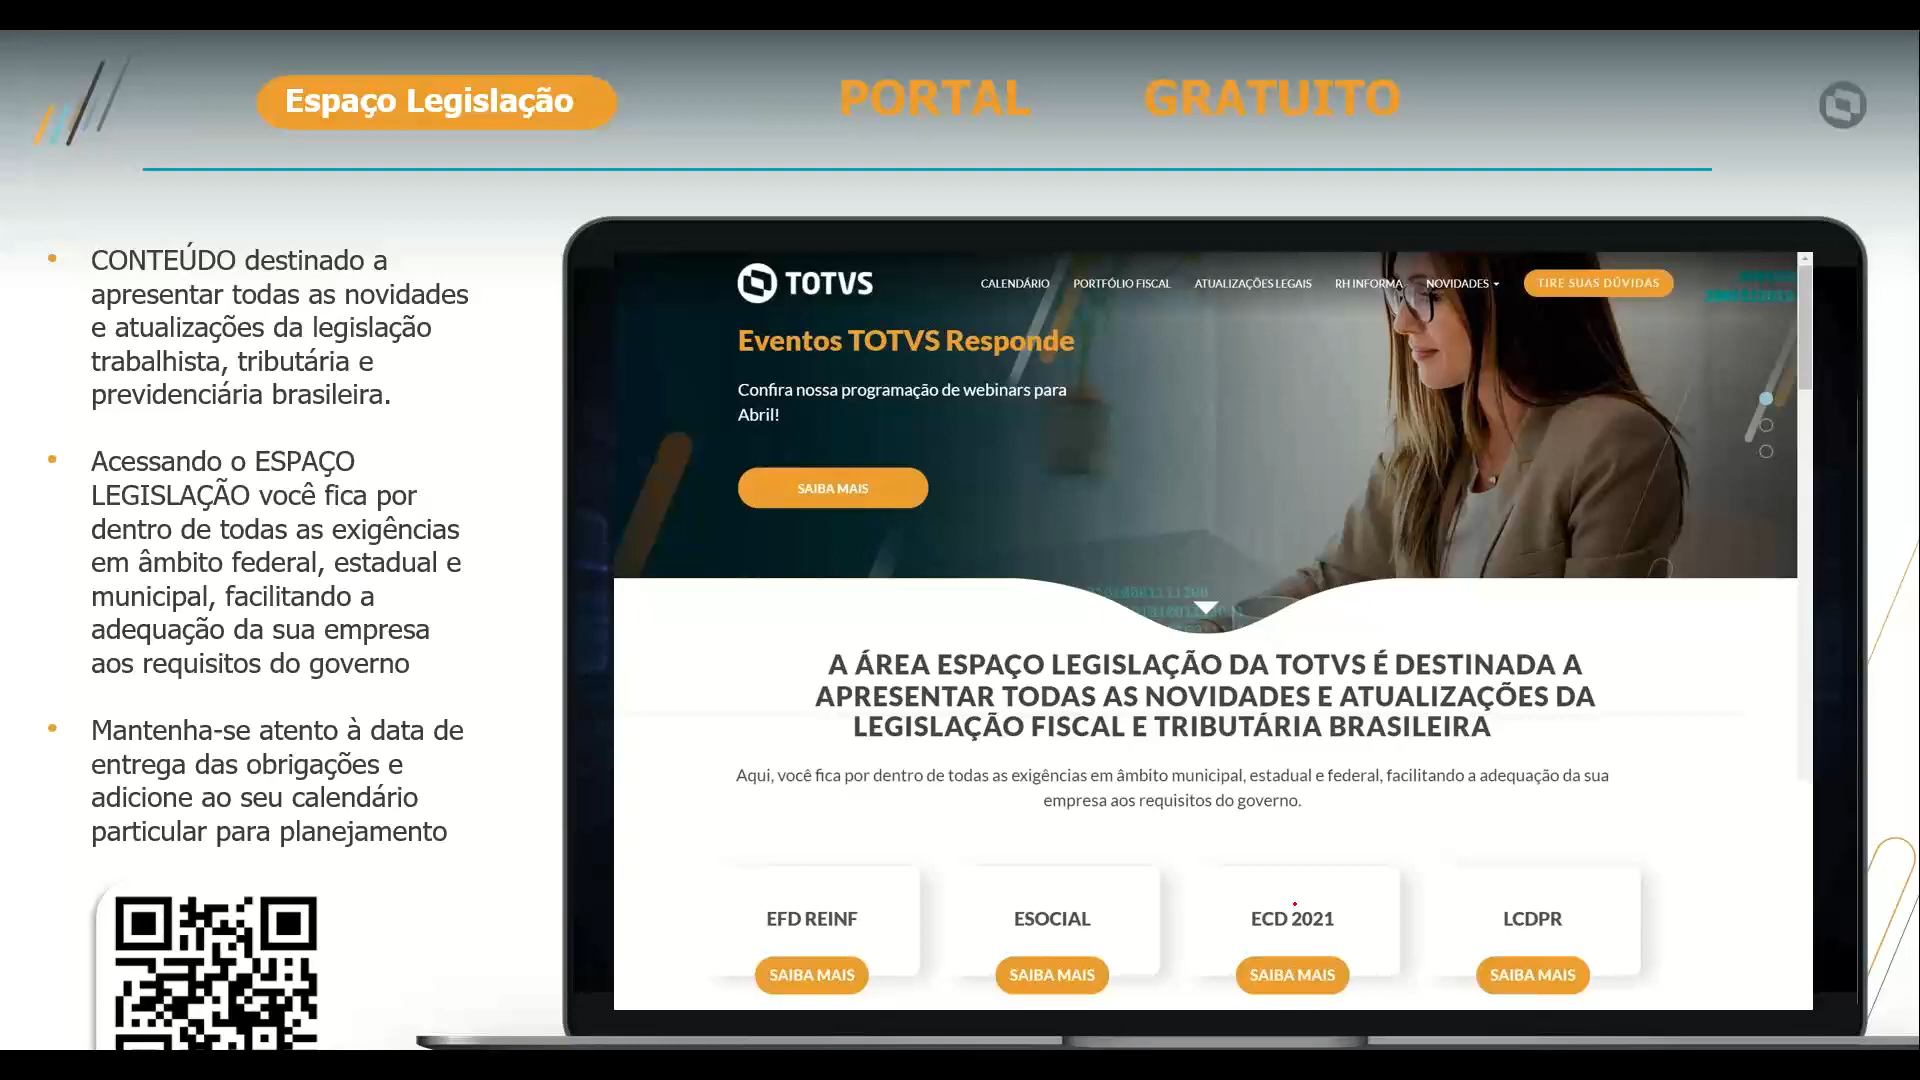 Espaço Legislação
PORTAL GRATUITO
• CONTEÚDO destinado a
apresentar todas as novidades
e atualizações da legislação
trabalhista, tributária e
previdenciária brasileira.
• Acessando o ESPAÇO
LEGISLAÇÃO você fica por
dentro de todas as exigências
em âmbito federal, estadual e
municipal, facilitando a
adequação da sua empresa
aos requisitos do governo
• Mantenha-se atento à data de
entrega das obrigações e
adicione ao seu calendário
particular para planejamento
TOTVS
CALENDÁRIO PORTFÓLIO FISCAL ATUALIZAÇÕES LEGAIS RH INFORMA NOVIDADES TIRE SUAS DÚVIDAS
Eventos TOTVS Responde
Confira nossa programação de webinars para
Abril!
SAIBA MAIS
A ÁREA ESPAÇO LEGISLAÇÃO DA TOTVS É DESTINADA A
APRESENTAR TODAS AS NOVIDADES E ATUALIZAÇÕES DA
LEGISLAÇÃO FISCAL E TRIBUTÁRIA BRASILEIRA
Aqui, você fica por dentro de todas as exigências em âmbito municipal, estadual e federal, facilitando a adequação da sua
empresa aos requisitos do governo.
EFD REINF ESOCIAL ECD 2021 LCDPR
SAIBA MAIS SAIBA MAIS SAIBA MAIS SAIBA MAIS